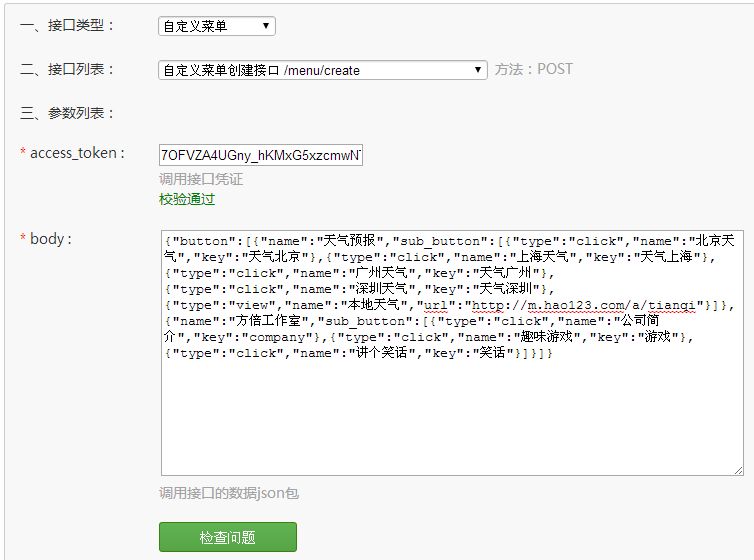 一、接口类型： 自定义菜单
二、接口列表： 自定义菜单创建接口 /menu/create 方法：POST
三、参数列表：
* access_token： 7OFVZA4UGny_hKMxG5xzcmwN
调用接口凭证
校验通过
* body： {"button":[{"name":"天气预报","sub_button":[{"type":"click","name":"北京天
气","key":"天气北京"},{"type":"click","name":"上海天气","key":"天气上海"},
{"type":"click","name":"广州天气","key":"天气广州"},
{"type":"click","name":"深圳天气","key":"天气深圳"},
{"type":"view","name":"本地天气","url":"http://m.hao123.com/a/tianqi"}]},
{"name":"方倍工作室","sub_button":[{"type":"click","name":"公司简
介","key":"company"},{"type":"click","name":"趣味游戏","key":"游戏"},
{"type":"click","name":"讲个笑话","key":"笑话"}]}]}
调用接口的数据json包
检查问题